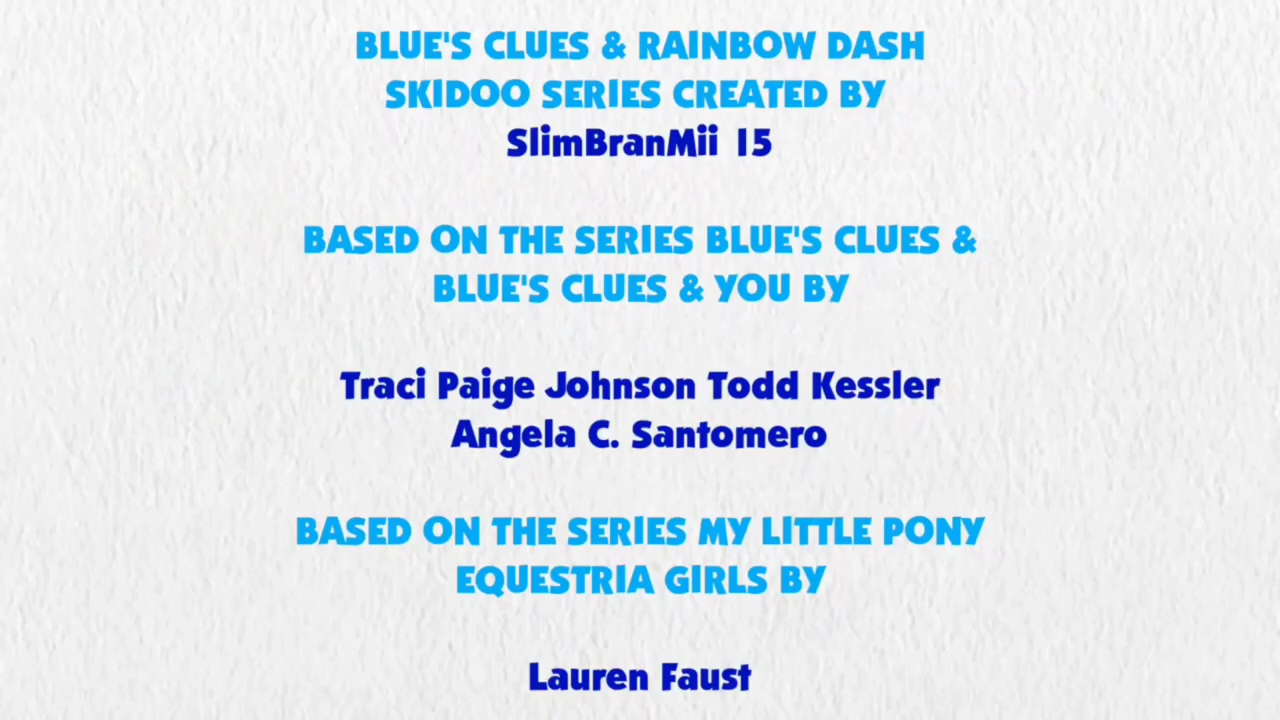 BLUE'S CLUES & RAINBOW DASH
SKIDOO SERIES CREATED BY
SlimBranMii 15
BASED ON THE SERIES BLUE'S CLUES &
BLUE'S CLUES & YOU BY
Traci Paige Johnson Todd Kessler
Angela C. Santomero
BASED ON THE SERIES MY LITTLE PONY
EQUESTRIA GIRLS BY
Lauren Faust